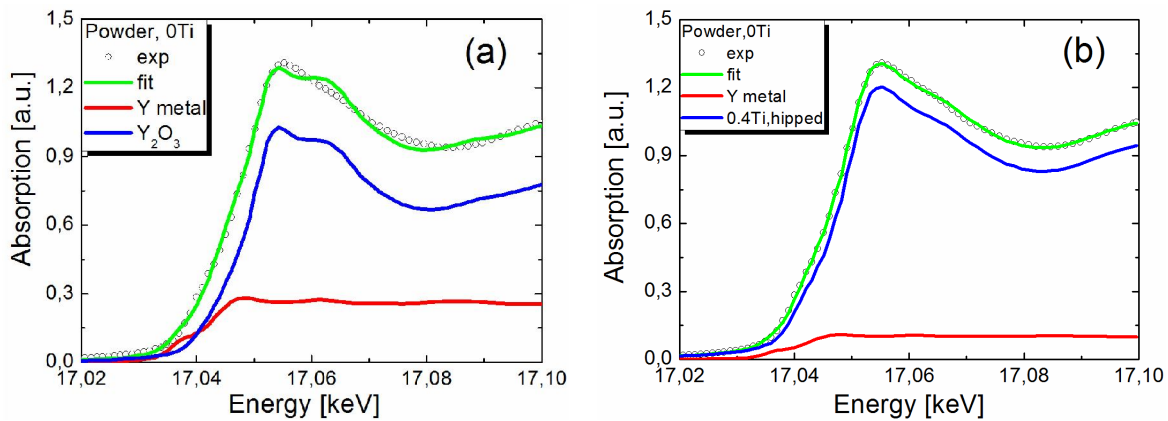 Powder, 0Ti
exp
fit
Y metal
Y₂O₃
(a)
Absorption [a.u.]
1,5
1,2
0,9
0,6
0,3
0,0
17,02 17,04 17,06 17,08 17,10
Energy [keV]
Powder,0Ti
exp
fit
Y metal
0.4Ti,hipped
(b)
Absorption [a.u.]
1,5
1,2
0,9
0,6
0,3
0,0
17,02 17,04 17,06 17,08 17,10
Energy [keV]